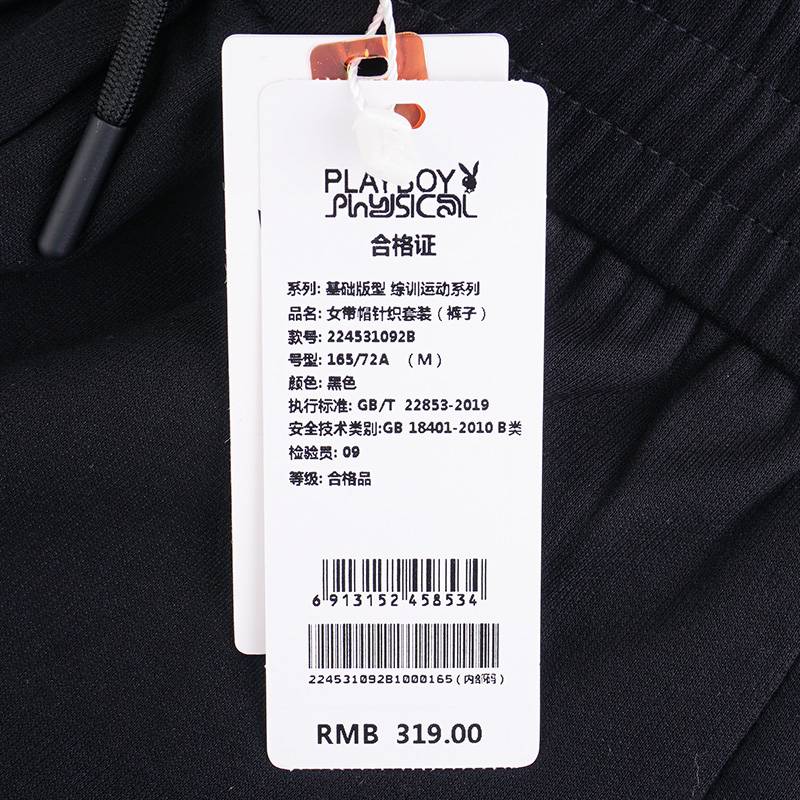 PLAYBOY
PhySICAL
合格证
系列: 基础版型 综训运动系列
品名: 女带帽针织套装（裤子）
款号: 224531092B
号型: 165/72A （M）
颜色: 黑色
执行标准: GB/T 22853-2019
安全技术类别:GB 18401-2010 B类
检验员: 09
等级: 合格品
6 913152 458534
224531092B1000165(内部码)
RMB 319.00